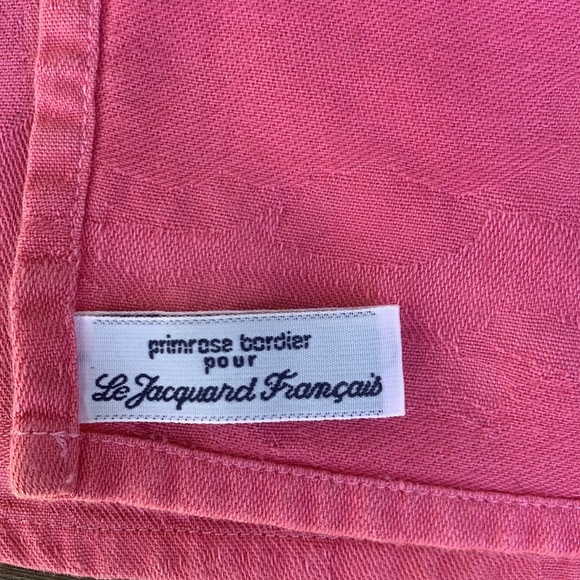 primrose bordier
pour
Le Jacquard Français